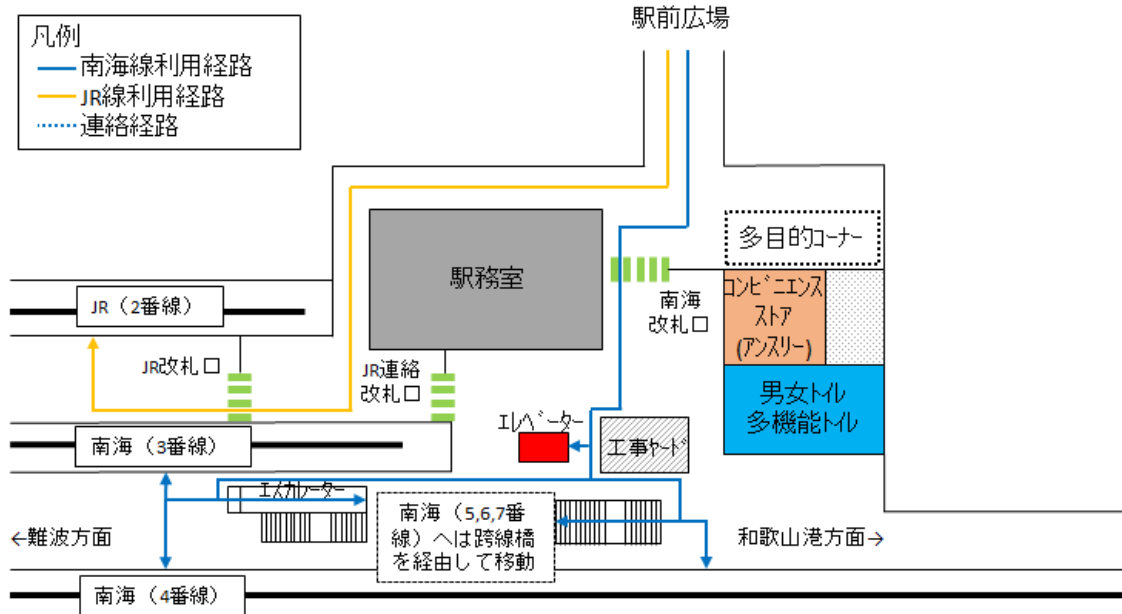 駅前広場
凡例
南海線利用経路
JR線利用経路
連絡経路
多目的ｺｰﾅｰ
駅務室
南海
改札口
ｺﾝﾋﾞﾆｴﾝｽ
ｽﾄｱ
(ｱﾝｽﾘｰ)
JR（2番線）
JR改札口
JR連絡
改札口
男女ﾄｲﾚ
多機能ﾄｲﾚ
ｴﾚﾍﾞｰﾀｰ
工事ﾔｰﾄﾞ
南海（3番線）
ｴｽｶﾚｰﾀｰ
南海（5,6,7番
線）へは跨線橋
を経由して移動
←難波方面
和歌山港方面→
南海（4番線）